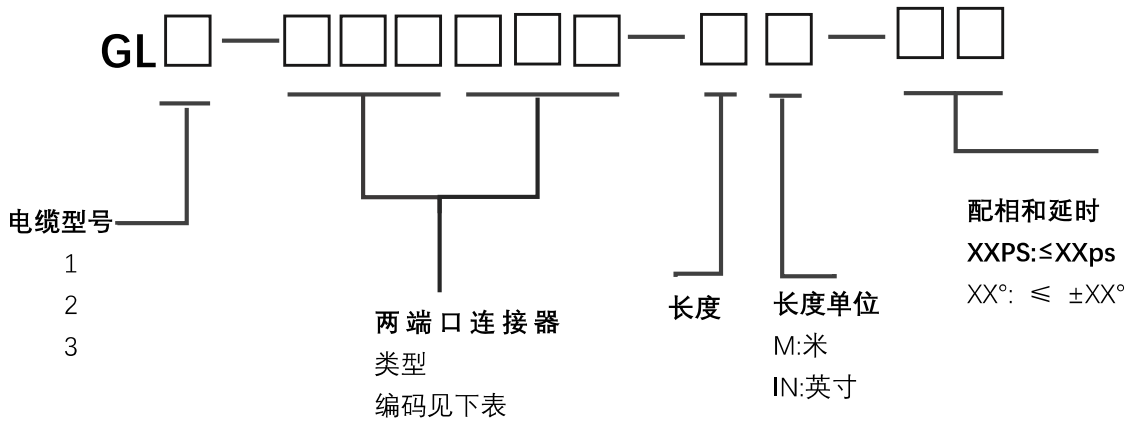 GL□—□□□□□□—□□—□□
电缆型号
1
2
3
两端口连接器
类型
编码见下表
长度
长度单位
M:米
IN:英寸
配相和延时
XXPS:≤XXps
XX°: ≤ ±XX°